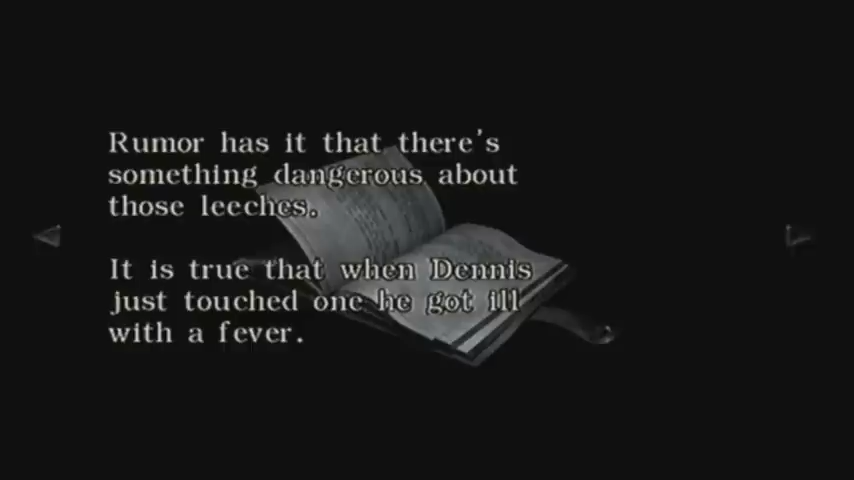 Rumor has it that there's
something dangerous about
those leeches.
It is true that when Dennis
just touched one he got ill
with a fever.